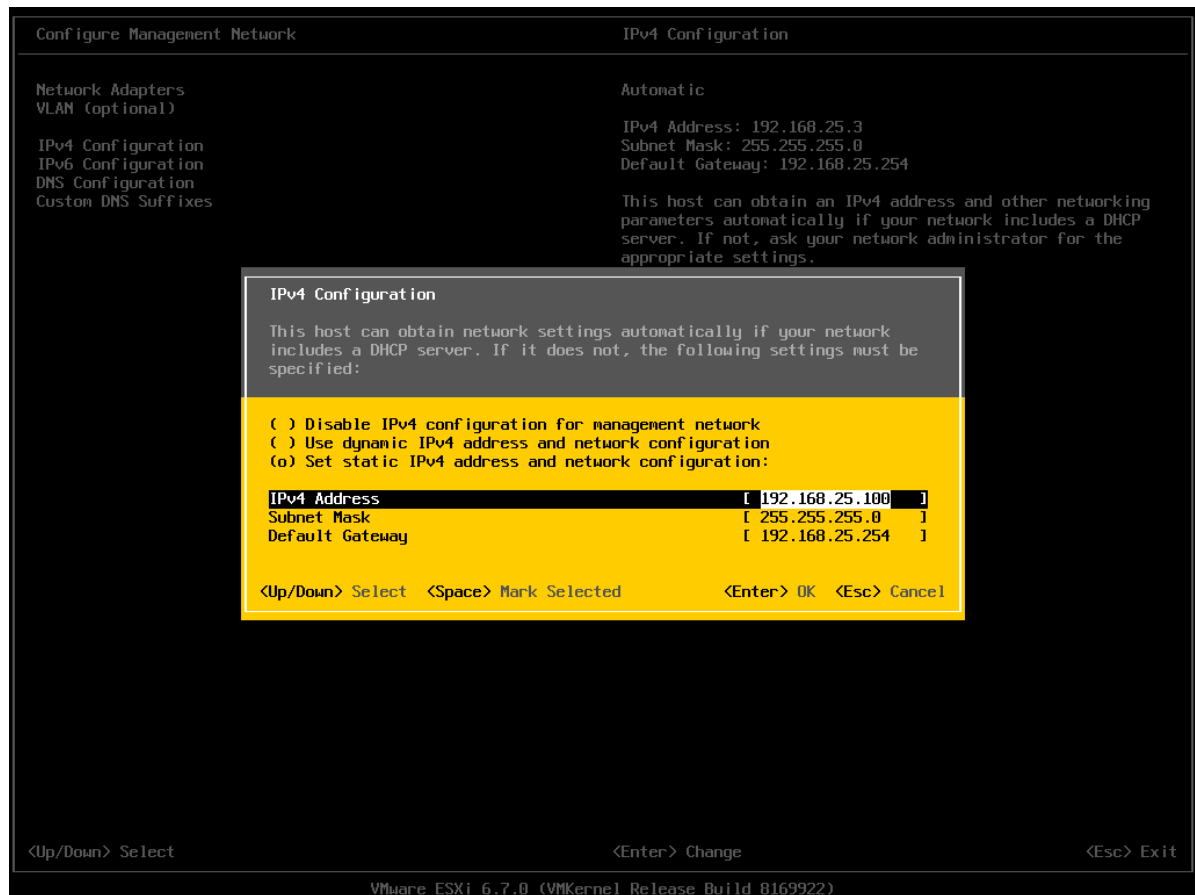 Configure Management Network
IPv4 Configuration
Network Adapters
VLAN (optional)
IPv4 Configuration
IPv6 Configuration
DNS Configuration
Custom DNS Suffixes
Automatic
IPv4 Address: 192.168.25.3
Subnet Mask: 255.255.255.0
Default Gateway: 192.168.25.254
This host can obtain an IPv4 address and other networking
parameters automatically if your network includes a DHCP
server. If not, ask your network administrator for the
appropriate settings.
IPv4 Configuration
This host can obtain network settings automatically if your network
includes a DHCP server. If it does not, the following settings must be
specified:
( ) Disable IPv4 configuration for management network
( ) Use dynamic IPv4 address and network configuration
(o) Set static IPv4 address and network configuration:
IPv4 Address [ 192.168.25.100 ]
Subnet Mask [ 255.255.255.0 ]
Default Gateway [ 192.168.25.254 ]
<Up/Down> Select <Space> Mark Selected <Enter> OK <Esc> Cancel
<Up/Down> Select <Enter> Change <Esc> Exit
VMware ESXi 6.7.0 (VMKernel Release Build 8169922)